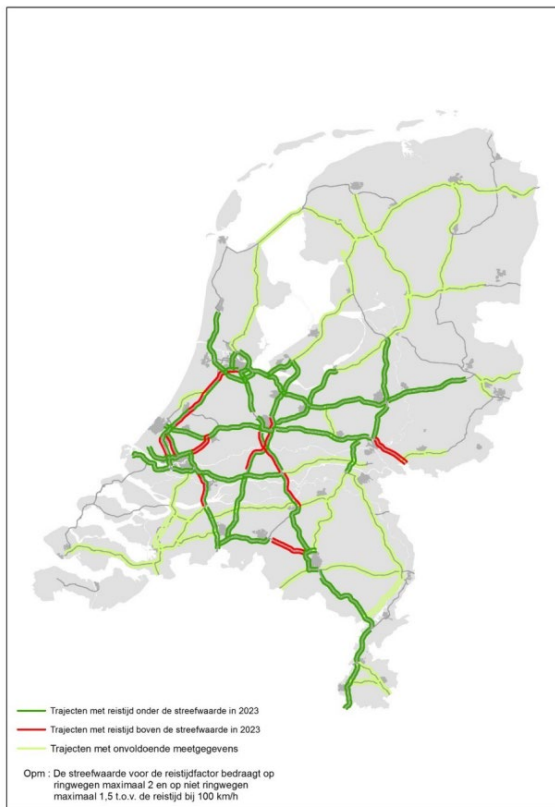 Trajecten met reistijd onder de streefwaarde in 2023
Trajecten met reistijd boven de streefwaarde in 2023
Trajecten met onvoldoende meetgegevens
Opm : De streefwaarde voor de reistijdfactor bedraagt op
ringwegen maximaal 2 en op niet ringwegen
maximaal 1,5 t.o.v. de reistijd bij 100 km/h